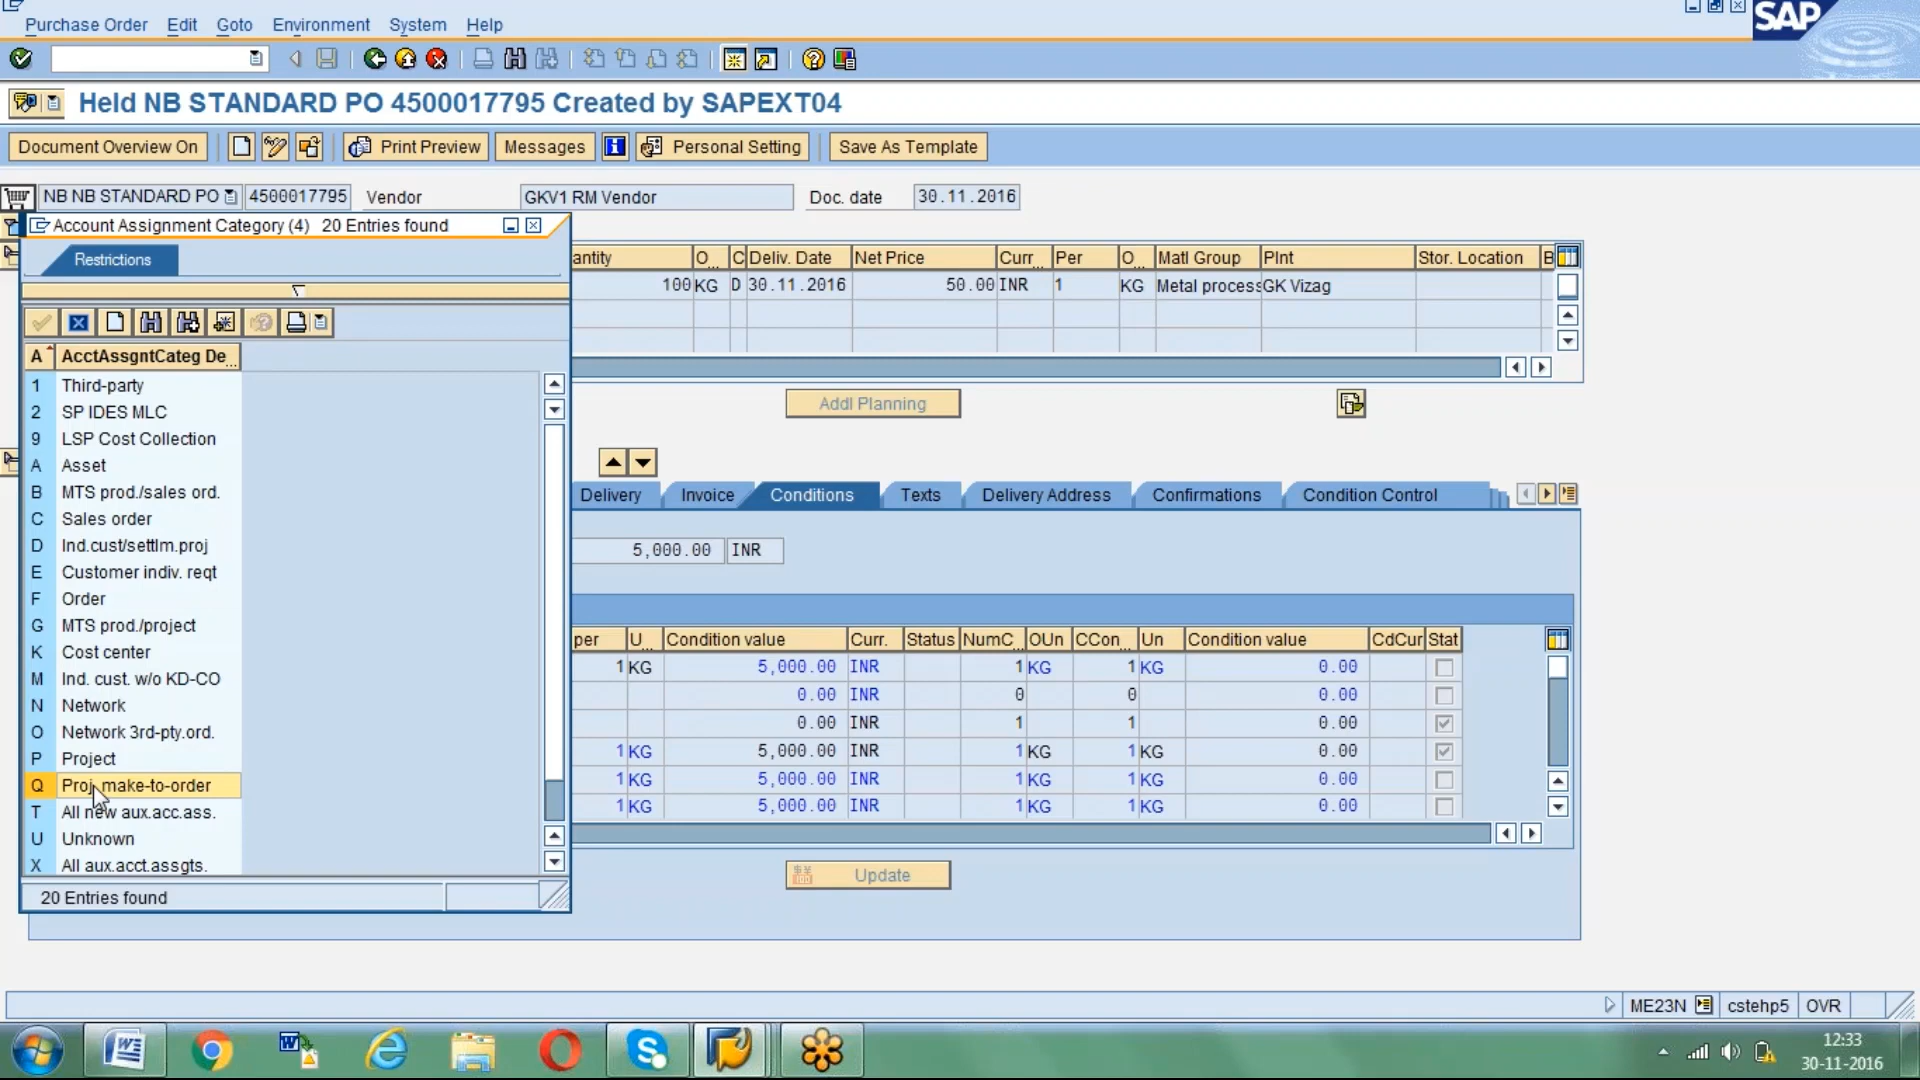 Purchase Order Edit Goto Environment System Help
SAP
Held NB STANDARD PO 4500017795 Created by SAPEXT04
Document Overview On Print Preview Messages Personal Setting Save As Template
NB NB STANDARD PO 4500017795 Vendor GKV1 RM Vendor Doc. date 30.11.2016
Account Assignment Category (4) 20 Entries found
Restrictions
A AcctAssgntCateg De...
1 Third-party
2 SP IDES MLC
9 LSP Cost Collection
A Asset
B MTS prod./sales ord.
C Sales order
D Ind.cust/settlm.proj
E Customer indiv. reqt
F Order
G MTS prod./project
K Cost center
M Ind. cust. w/o KD-CO
N Network
O Network 3rd-pty.ord.
P Project
Q Proj. make-to-order
T All new aux.acc.ass.
U Unknown
X All aux.acct.assgts.
20 Entries found
antity O... C Deliv. Date Net Price Curr... Per O... Matl Group Plnt Stor. Location B
100 KG D 30.11.2016 50.00 INR 1 KG Metal process GK Vizag
Addl Planning
Delivery Invoice Conditions Texts Delivery Address Confirmations Condition Control
5,000.00 INR
per U... Condition value Curr. Status NumC... OUn CCon... Un Condition value CdCur Stat
1 KG 5,000.00 INR 1 KG 1 KG 0.00
0.00 INR 0 0 0.00
0.00 INR 1 1 0.00
1 KG 5,000.00 INR 1 KG 1 KG 0.00
1 KG 5,000.00 INR 1 KG 1 KG 0.00
1 KG 5,000.00 INR 1 KG 1 KG 0.00
Update
ME23N cstehp5 OVR
12:33
30-11-2016